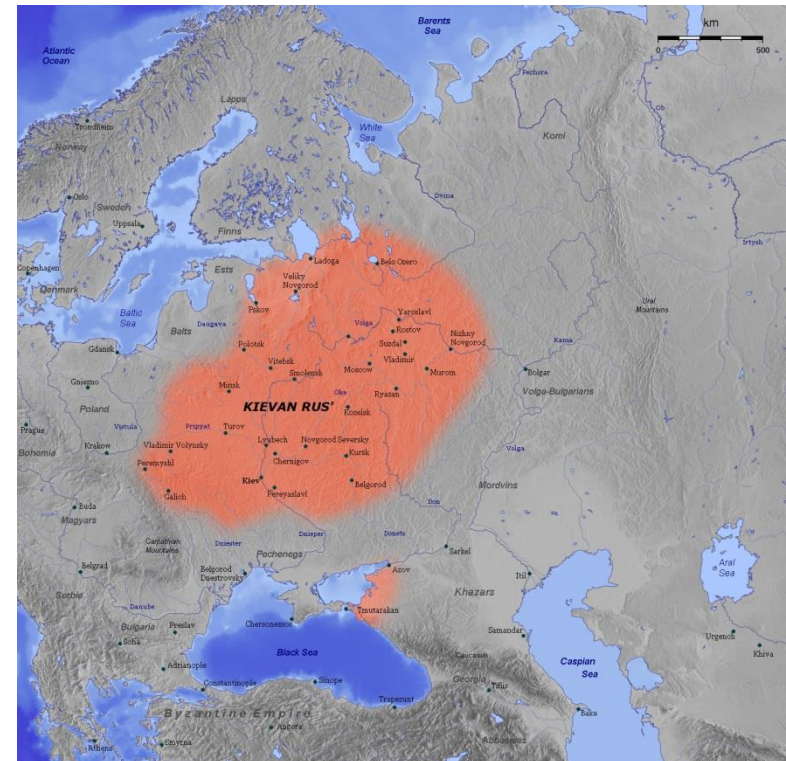 Barents
Sea
km
0 500
Atlantic
Ocean
Pechora
Ob
Lapps
Trondheim
White
Sea
Komi
Norway
Oslo
Sweden
Dvina
Uppsala
Finns
Irtysh
Ladoga
Belo Ozero
Copenhagen
Ests
Veliky
Novgorod
Denmark
Pskov
Ural
Mountains
Baltic
Sea
Balts
Daugava
Yaroslavl
Volga
Rostov
Suzdal
Nizhny
Novgorod
Kama
Gdansk
Polotsk
Vladimir
Vitebsk
Moscow
Murom
Bolgar
Smolensk
Gniezno
Minsk
Oka
Ryazan
Volga-Bulgarians
Poland
KIEVAN RUS'
Kozelsk
Prague
Vistula
Pripyat
Turov
Krakow
Vladimir Volynsky
Lyubech
Novgorod Seversky
Volga
Bohemia
Chernigov
Kursk
Peremyshl
Kiev
Belgorod
Mordvins
Galich
Pereyaslavl
Buda
Don
Magyars
Dniester
Dnieper
Donets
Carpathian
Mountains
Pechenegs
Sarkel
Aral
Sea
Belgrad
Belgorod
Dnestrovsky
Azov
Itil
Serbia
Khazars
Danube
Tmutarakan
Bulgaria
Preslav
Chersonessos
Samandar
Urgench
Sofia
Khiva
Black Sea
Caucasus
Adrianople
Caspian
Sea
Georgia
Constantinople
Sinope
Tiflis
Trapezunt
Byzantine Empire
Baku
Angora
Athens
Smyrna
Abbasides